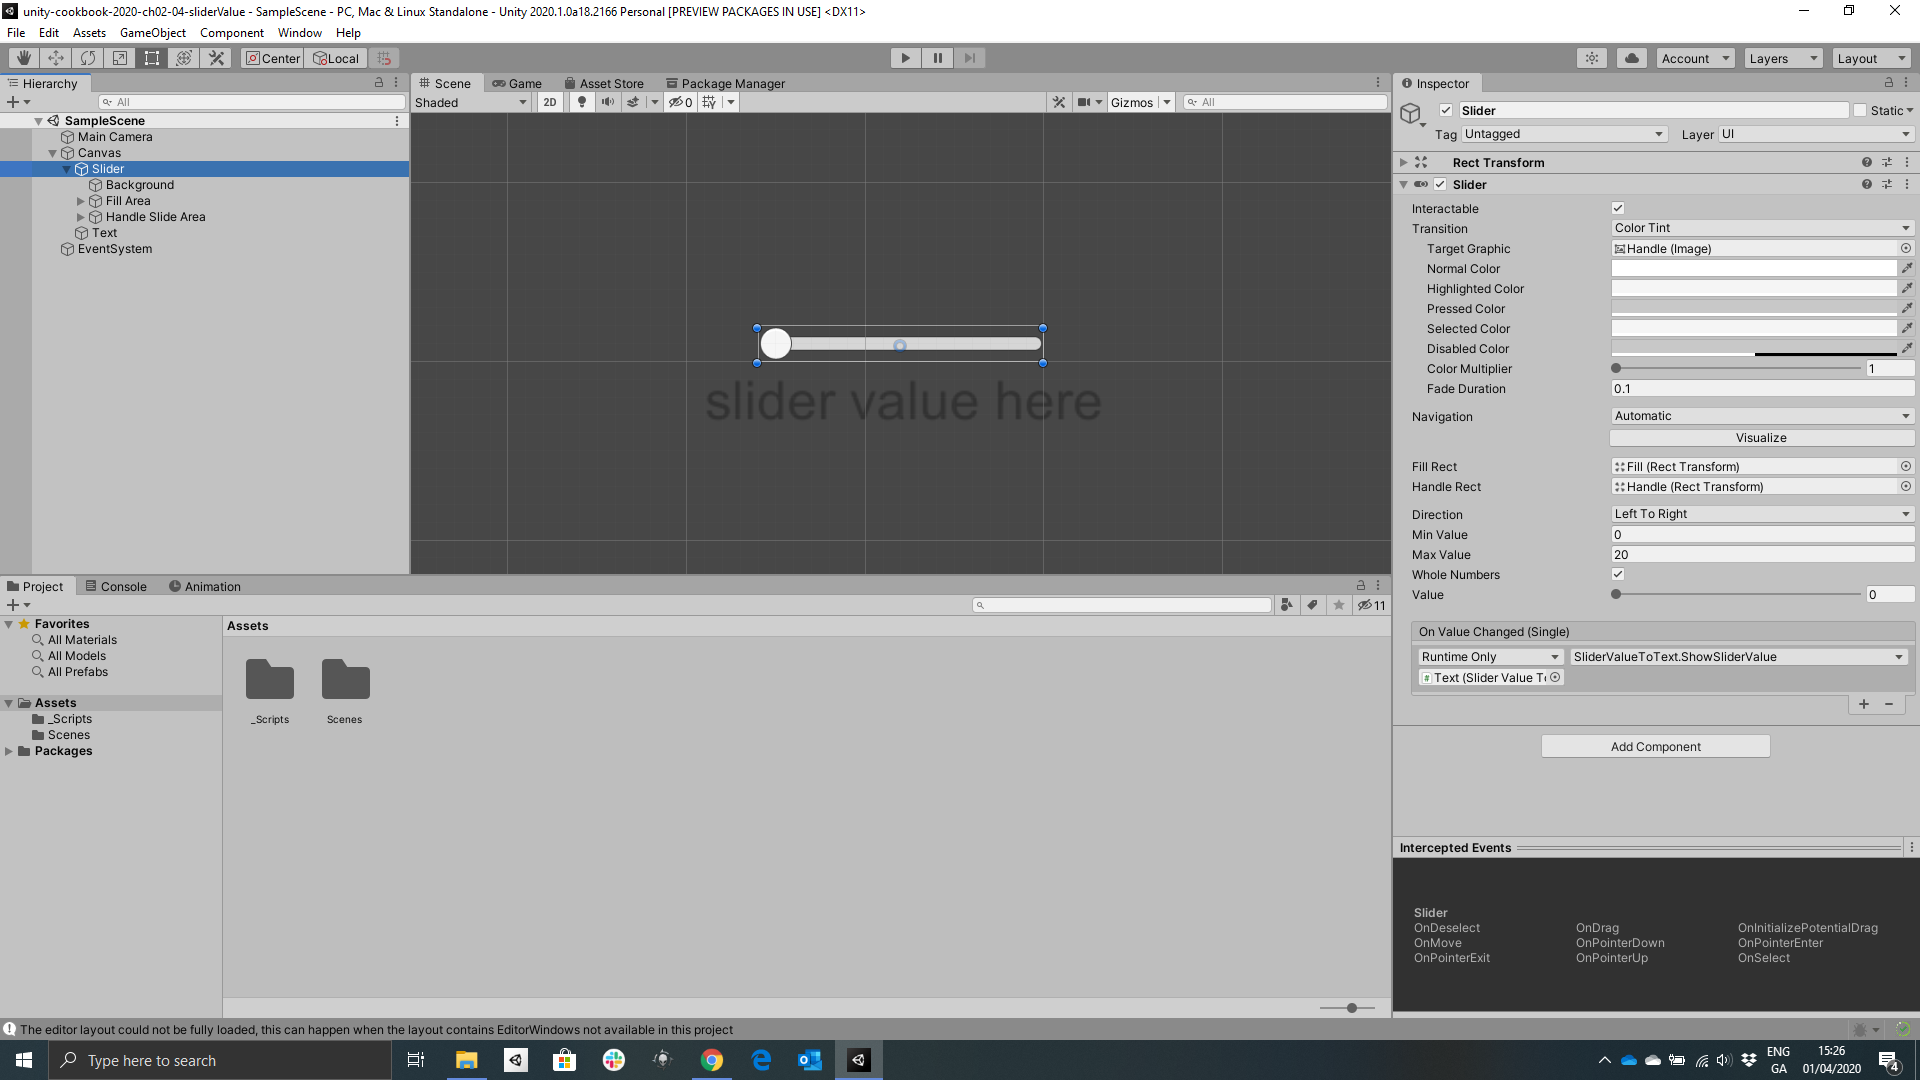 unity-cookbook-2020-ch02-04-sliderValue - SampleScene - PC, Mac & Linux Standalone - Unity 2020.1.0a18.2166 Personal [PREVIEW PACKAGES IN USE] <DX11>
File Edit Assets GameObject Component Window Help
Center Local Account Layers Layout
Hierarchy
All
SampleScene
Main Camera
Canvas
Slider
Background
Fill Area
Handle Slide Area
Text
EventSystem
Scene Game Asset Store Package Manager
Shaded 2D 0 Gizmos All
slider value here
Inspector
Slider Static
Tag Untagged Layer UI
Rect Transform
Slider
Interactable
Transition Color Tint
Target Graphic Handle (Image)
Normal Color
Highlighted Color
Pressed Color
Selected Color
Disabled Color
Color Multiplier 1
Fade Duration 0.1
Navigation Automatic
Visualize
Fill Rect Fill (Rect Transform)
Handle Rect Handle (Rect Transform)
Direction Left To Right
Min Value 0
Max Value 20
Whole Numbers
Value 0
On Value Changed (Single)
Runtime Only SliderValueToText.ShowSliderValue
# Text (Slider Value To
Add Component
Intercepted Events
Slider
OnDeselect OnDrag OnInitializePotentialDrag
OnMove OnPointerDown OnPointerEnter
OnPointerExit OnPointerUp OnSelect
Project Console Animation
11
Favorites
All Materials
All Models
All Prefabs
Assets
_Scripts
Scenes
Packages
Assets
_Scripts Scenes
The editor layout could not be fully loaded, this can happen when the layout contains EditorWindows not available in this project
Type here to search
ENG
GA
15:26
01/04/2020
4